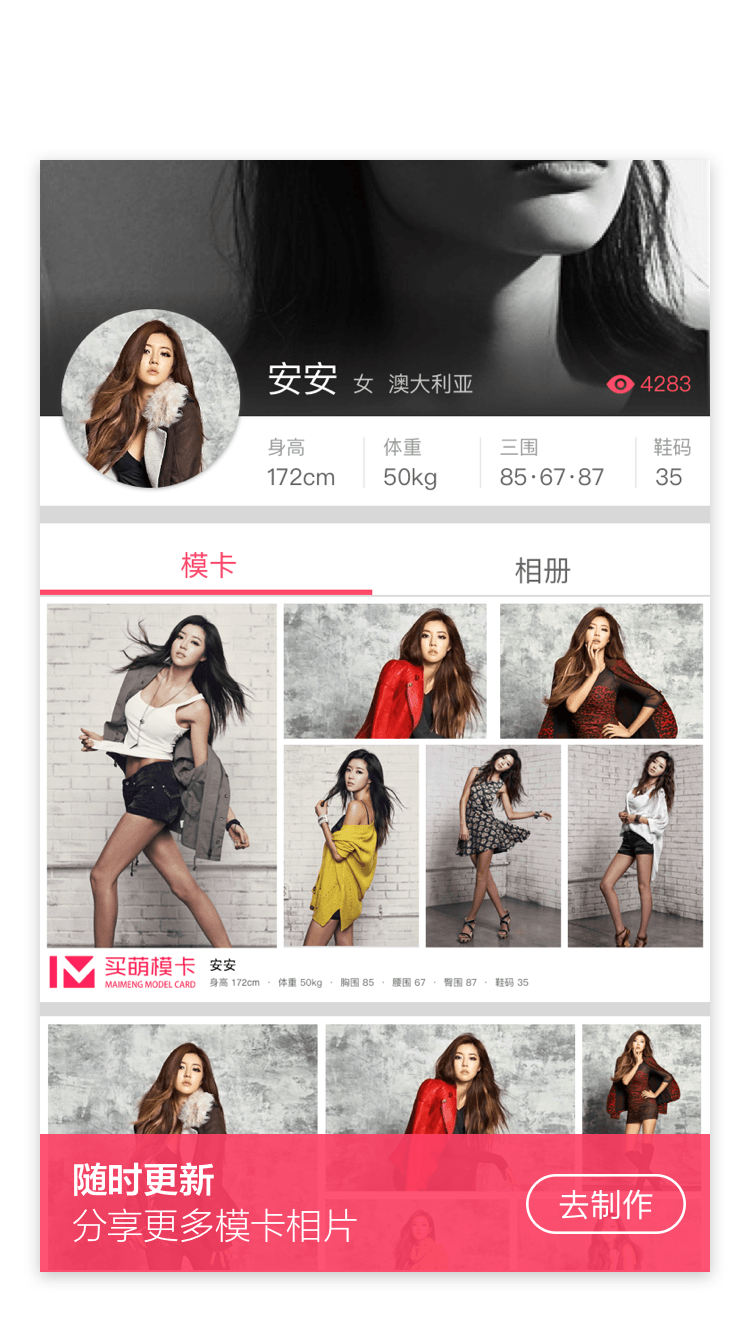 安安 女 澳大利亚 4283
身高 体重 三围 鞋码
172cm 50kg 85·67·87 35
模卡 相册
买萌模卡
MAIMENG MODEL CARD
安安
身高 172cm · 体重 50kg · 胸围 85 · 腰围 67 · 臀围 87 · 鞋码 35
随时更新
分享更多模卡相片
去制作